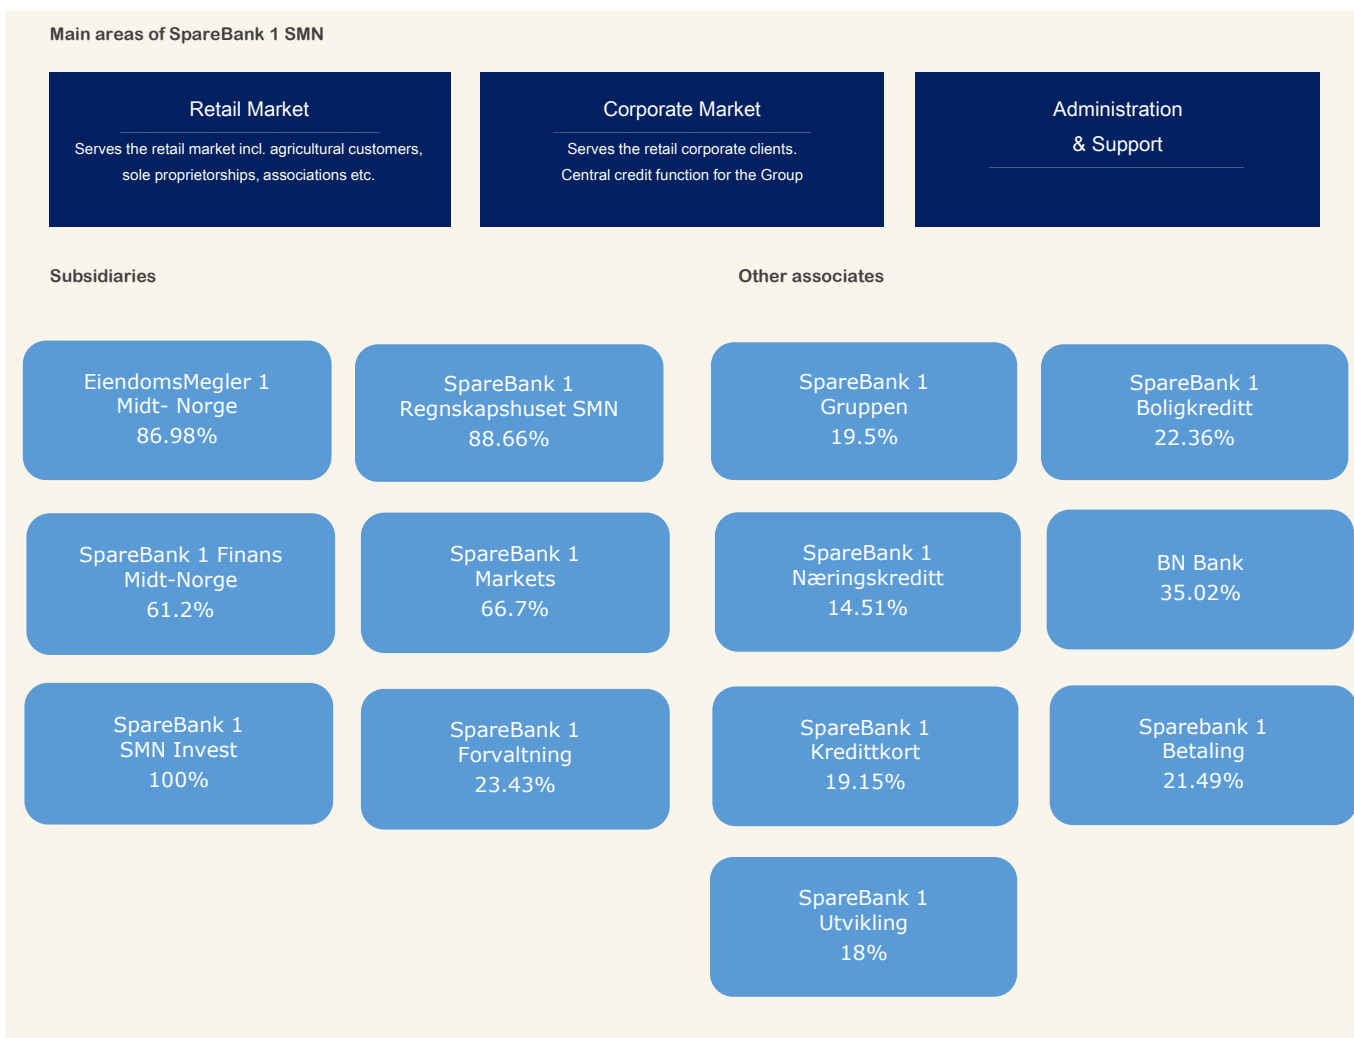 Main areas of SpareBank 1 SMN
Retail Market
Serves the retail market incl. agricultural customers,
sole proprietorships, associations etc.
Corporate Market
Serves the retail corporate clients.
Central credit function for the Group
Administration
& Support
Subsidiaries
EiendomsMegler 1
Midt- Norge
86.98%
SpareBank 1
Regnskapshuset SMN
88.66%
SpareBank 1 Finans
Midt-Norge
61.2%
SpareBank 1
Markets
66.7%
SpareBank 1
SMN Invest
100%
SpareBank 1
Forvaltning
23.43%
Other associates
SpareBank 1
Gruppen
19.5%
SpareBank 1
Boligkreditt
22.36%
SpareBank 1
Næringskreditt
14.51%
BN Bank
35.02%
SpareBank 1
Kredittkort
19.15%
Sparebank 1
Betaling
21.49%
SpareBank 1
Utvikling
18%